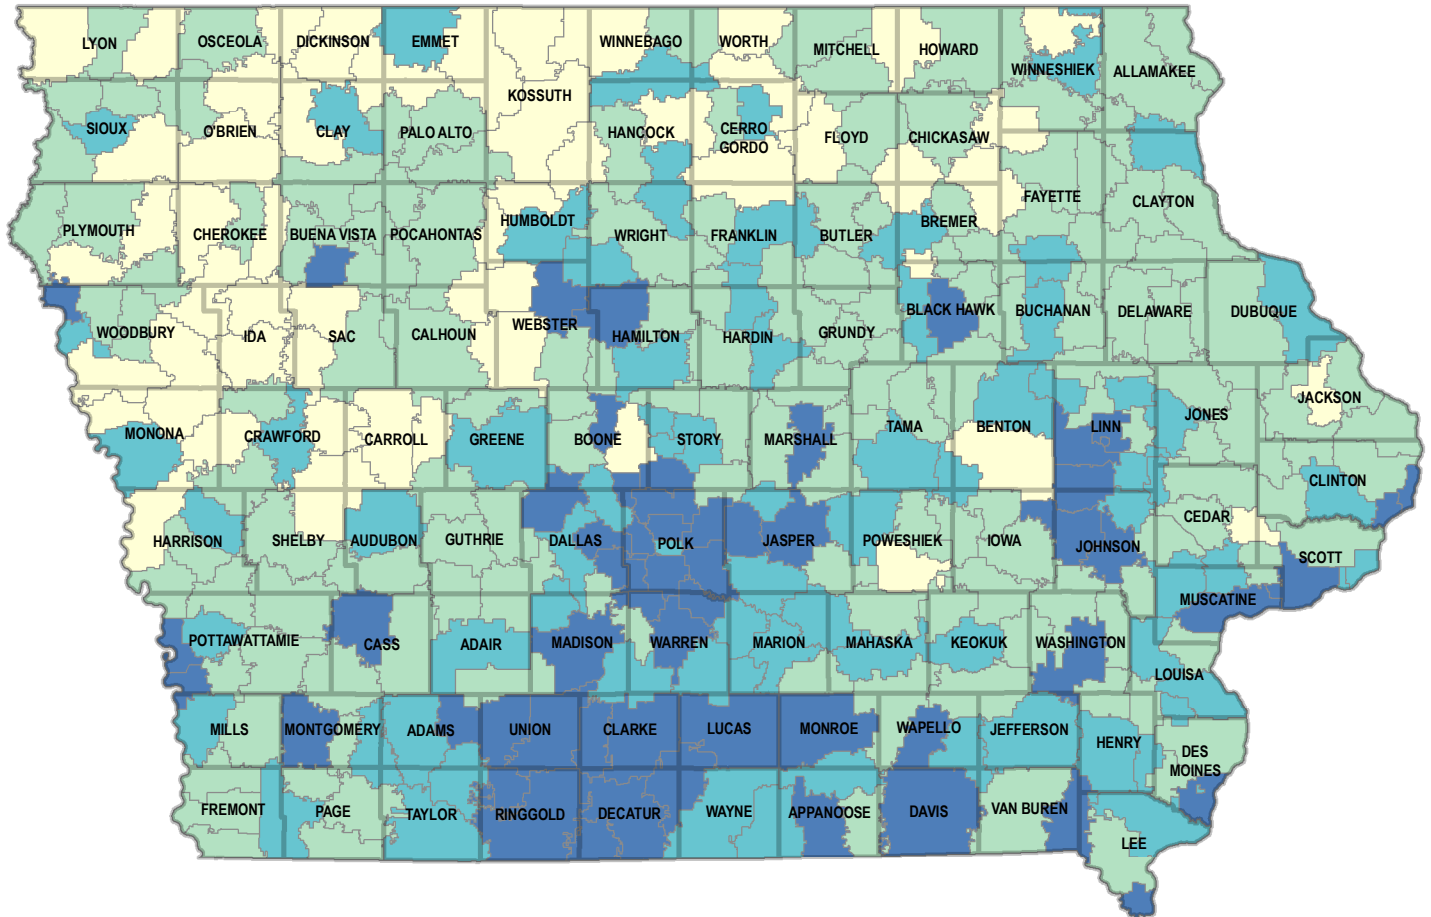 LYON
OSCEOLA
DICKINSON
EMMET
WINNEBAGO
WORTH
MITCHELL
HOWARD
WINNESHIEK
ALLAMAKEE
KOSSUTH
SIOUX
O'BRIEN
CLAY
PALO ALTO
HANCOCK
CERRO
GORDO
FLOYD
CHICKASAW
PLYMOUTH
CHEROKEE
BUENA VISTA
POCAHONTAS
HUMBOLDT
WRIGHT
FRANKLIN
BUTLER
BREMER
FAYETTE
CLAYTON
WOODBURY
IDA
SAC
CALHOUN
WEBSTER
HAMILTON
HARDIN
GRUNDY
BLACK HAWK
BUCHANAN
DELAWARE
DUBUQUE
MONONA
CRAWFORD
CARROLL
GREENE
BOONE
STORY
MARSHALL
TAMA
BENTON
LINN
JONES
JACKSON
CLINTON
HARRISON
SHELBY
AUDUBON
GUTHRIE
DALLAS
POLK
JASPER
POWESHIEK
IOWA
JOHNSON
CEDAR
SCOTT
MUSCATINE
POTTAWATTAMIE
CASS
ADAIR
MADISON
WARREN
MARION
MAHASKA
KEOKUK
WASHINGTON
LOUISA
MILLS
MONTGOMERY
ADAMS
UNION
CLARKE
LUCAS
MONROE
WAPELLO
JEFFERSON
HENRY
DES
MOINES
FREMONT
PAGE
TAYLOR
RINGGOLD
DECATUR
WAYNE
APPANOOSE
DAVIS
VAN BUREN
LEE